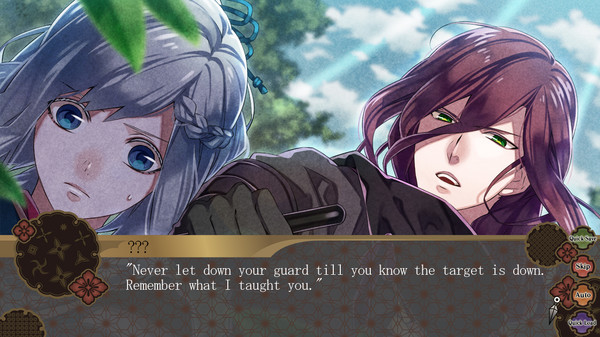 ???
"Never let down your guard till you know the target is down.
Remember what I taught you."
Quick Save
Skip
Auto
Quick Load